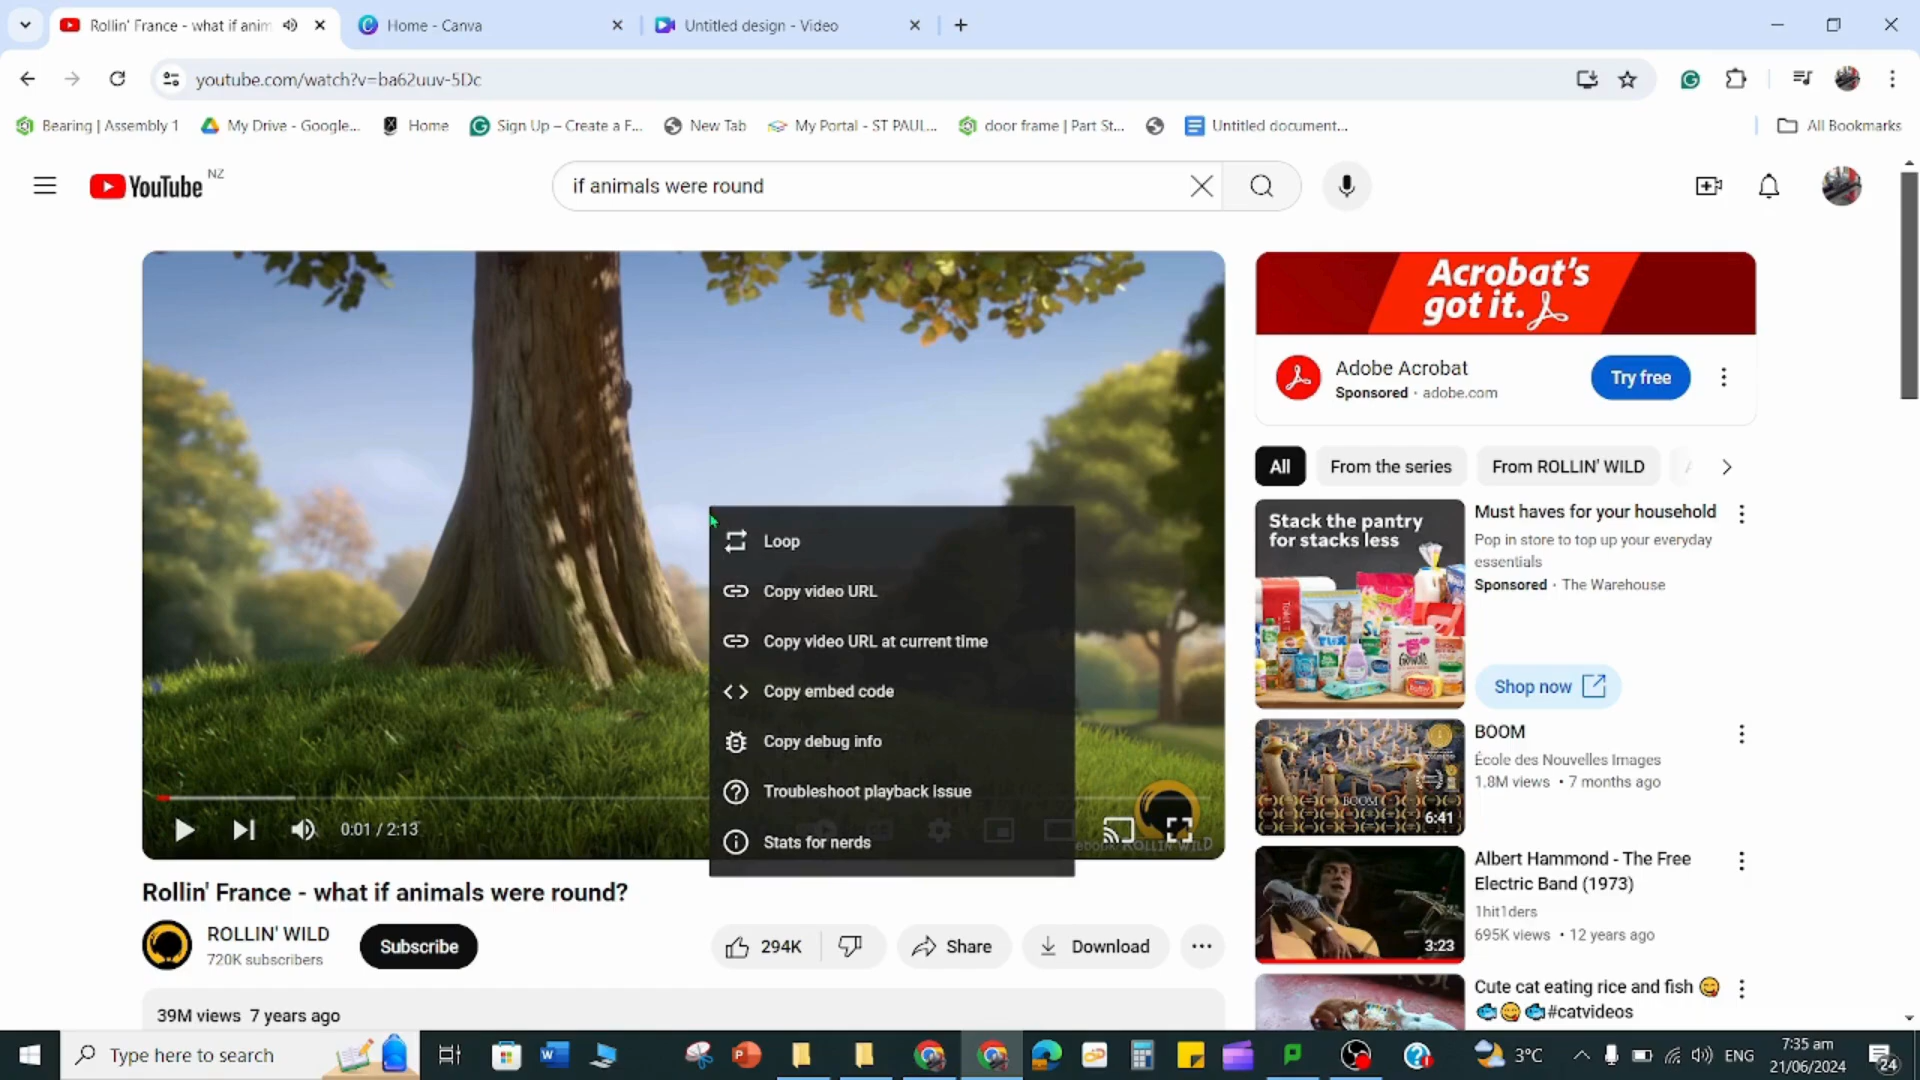 Rollin' France - what if anim
Home - Canva
Untitled design - Video
youtube.com/watch?v=ba62uuv-5Dc
Bearing | Assembly 1
My Drive - Google...
Home
Sign Up – Create a F...
New Tab
My Portal - ST PAUL...
door frame | Part St...
Untitled document...
All Bookmarks
YouTube NZ
if animals were round
Acrobat's
got it.
Adobe Acrobat
Sponsored · adobe.com
Try free
All
From the series
From ROLLIN' WILD
Loop
Copy video URL
Copy video URL at current time
Copy embed code
Copy debug info
Troubleshoot playback issue
Stats for nerds
0:01 / 2:13
ROLLIN' WILD
Stack the pantry
for stacks less
Must haves for your household
Pop in store to top up your everyday
essentials
Sponsored · The Warehouse
Shop now
BOOM
6:41
BOOM
École des Nouvelles Images
1.8M views • 7 months ago
3:23
Albert Hammond - The Free
Electric Band (1973)
1hit1ders
695K views • 12 years ago
Cute cat eating rice and fish 😋
🐟😋🐟#catvideos
Rollin' France - what if animals were round?
ROLLIN' WILD
720K subscribers
Subscribe
294K
Share
Download
39M views 7 years ago
Type here to search
3°C
ENG
7:35 am
21/06/2024
24